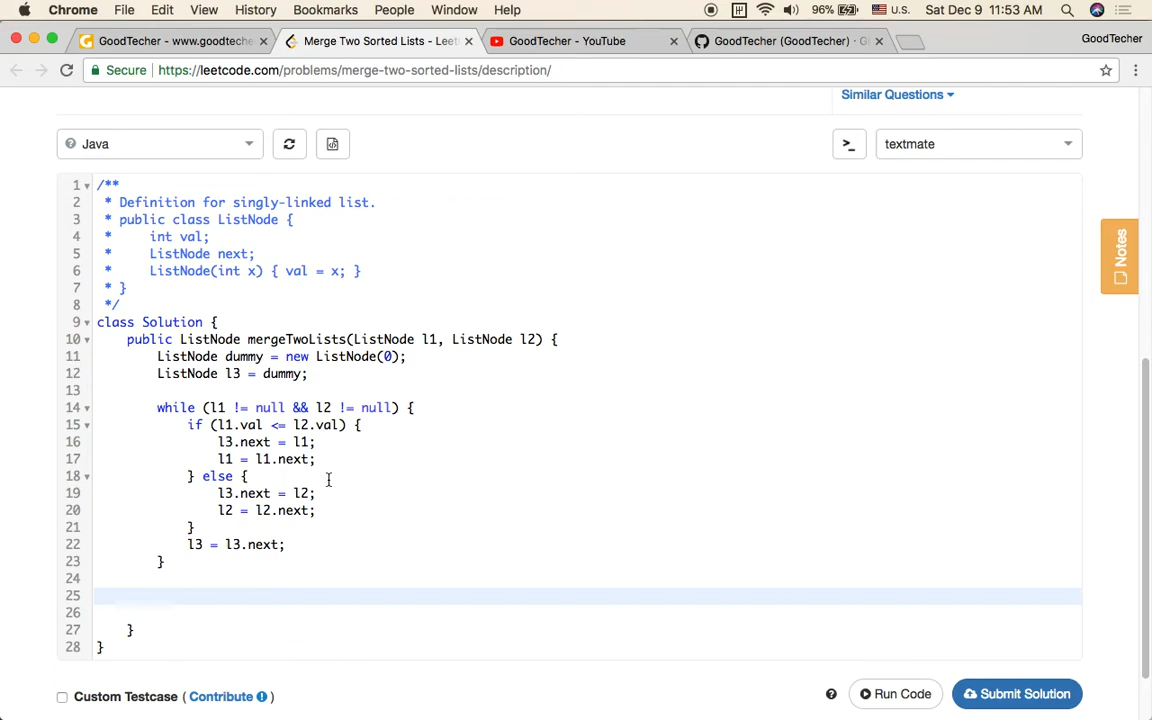 Chrome File Edit View History Bookmarks People Window Help 96% U.S. Sat Dec 9 11:53 AM
GoodTecher - www.goodteche Merge Two Sorted Lists - Leet GoodTecher - YouTube GoodTecher (GoodTecher) · Gi GoodTecher
Secure https://leetcode.com/problems/merge-two-sorted-lists/description/
Similar Questions
Java textmate
1 /**
2 * Definition for singly-linked list.
3 * public class ListNode {
4 *     int val;
5 *     ListNode next;
6 *     ListNode(int x) { val = x; }
7 * }
8 */
9 class Solution {
10     public ListNode mergeTwoLists(ListNode l1, ListNode l2) {
11         ListNode dummy = new ListNode(0);
12         ListNode l3 = dummy;
13
14         while (l1 != null && l2 != null) {
15             if (l1.val <= l2.val) {
16                 l3.next = l1;
17                 l1 = l1.next;
18             } else {
19                 l3.next = l2;
20                 l2 = l2.next;
21             }
22             l3 = l3.next;
23         }
24
25
26
27     }
28 }
Notes
Custom Testcase ( Contribute )
? Run Code Submit Solution